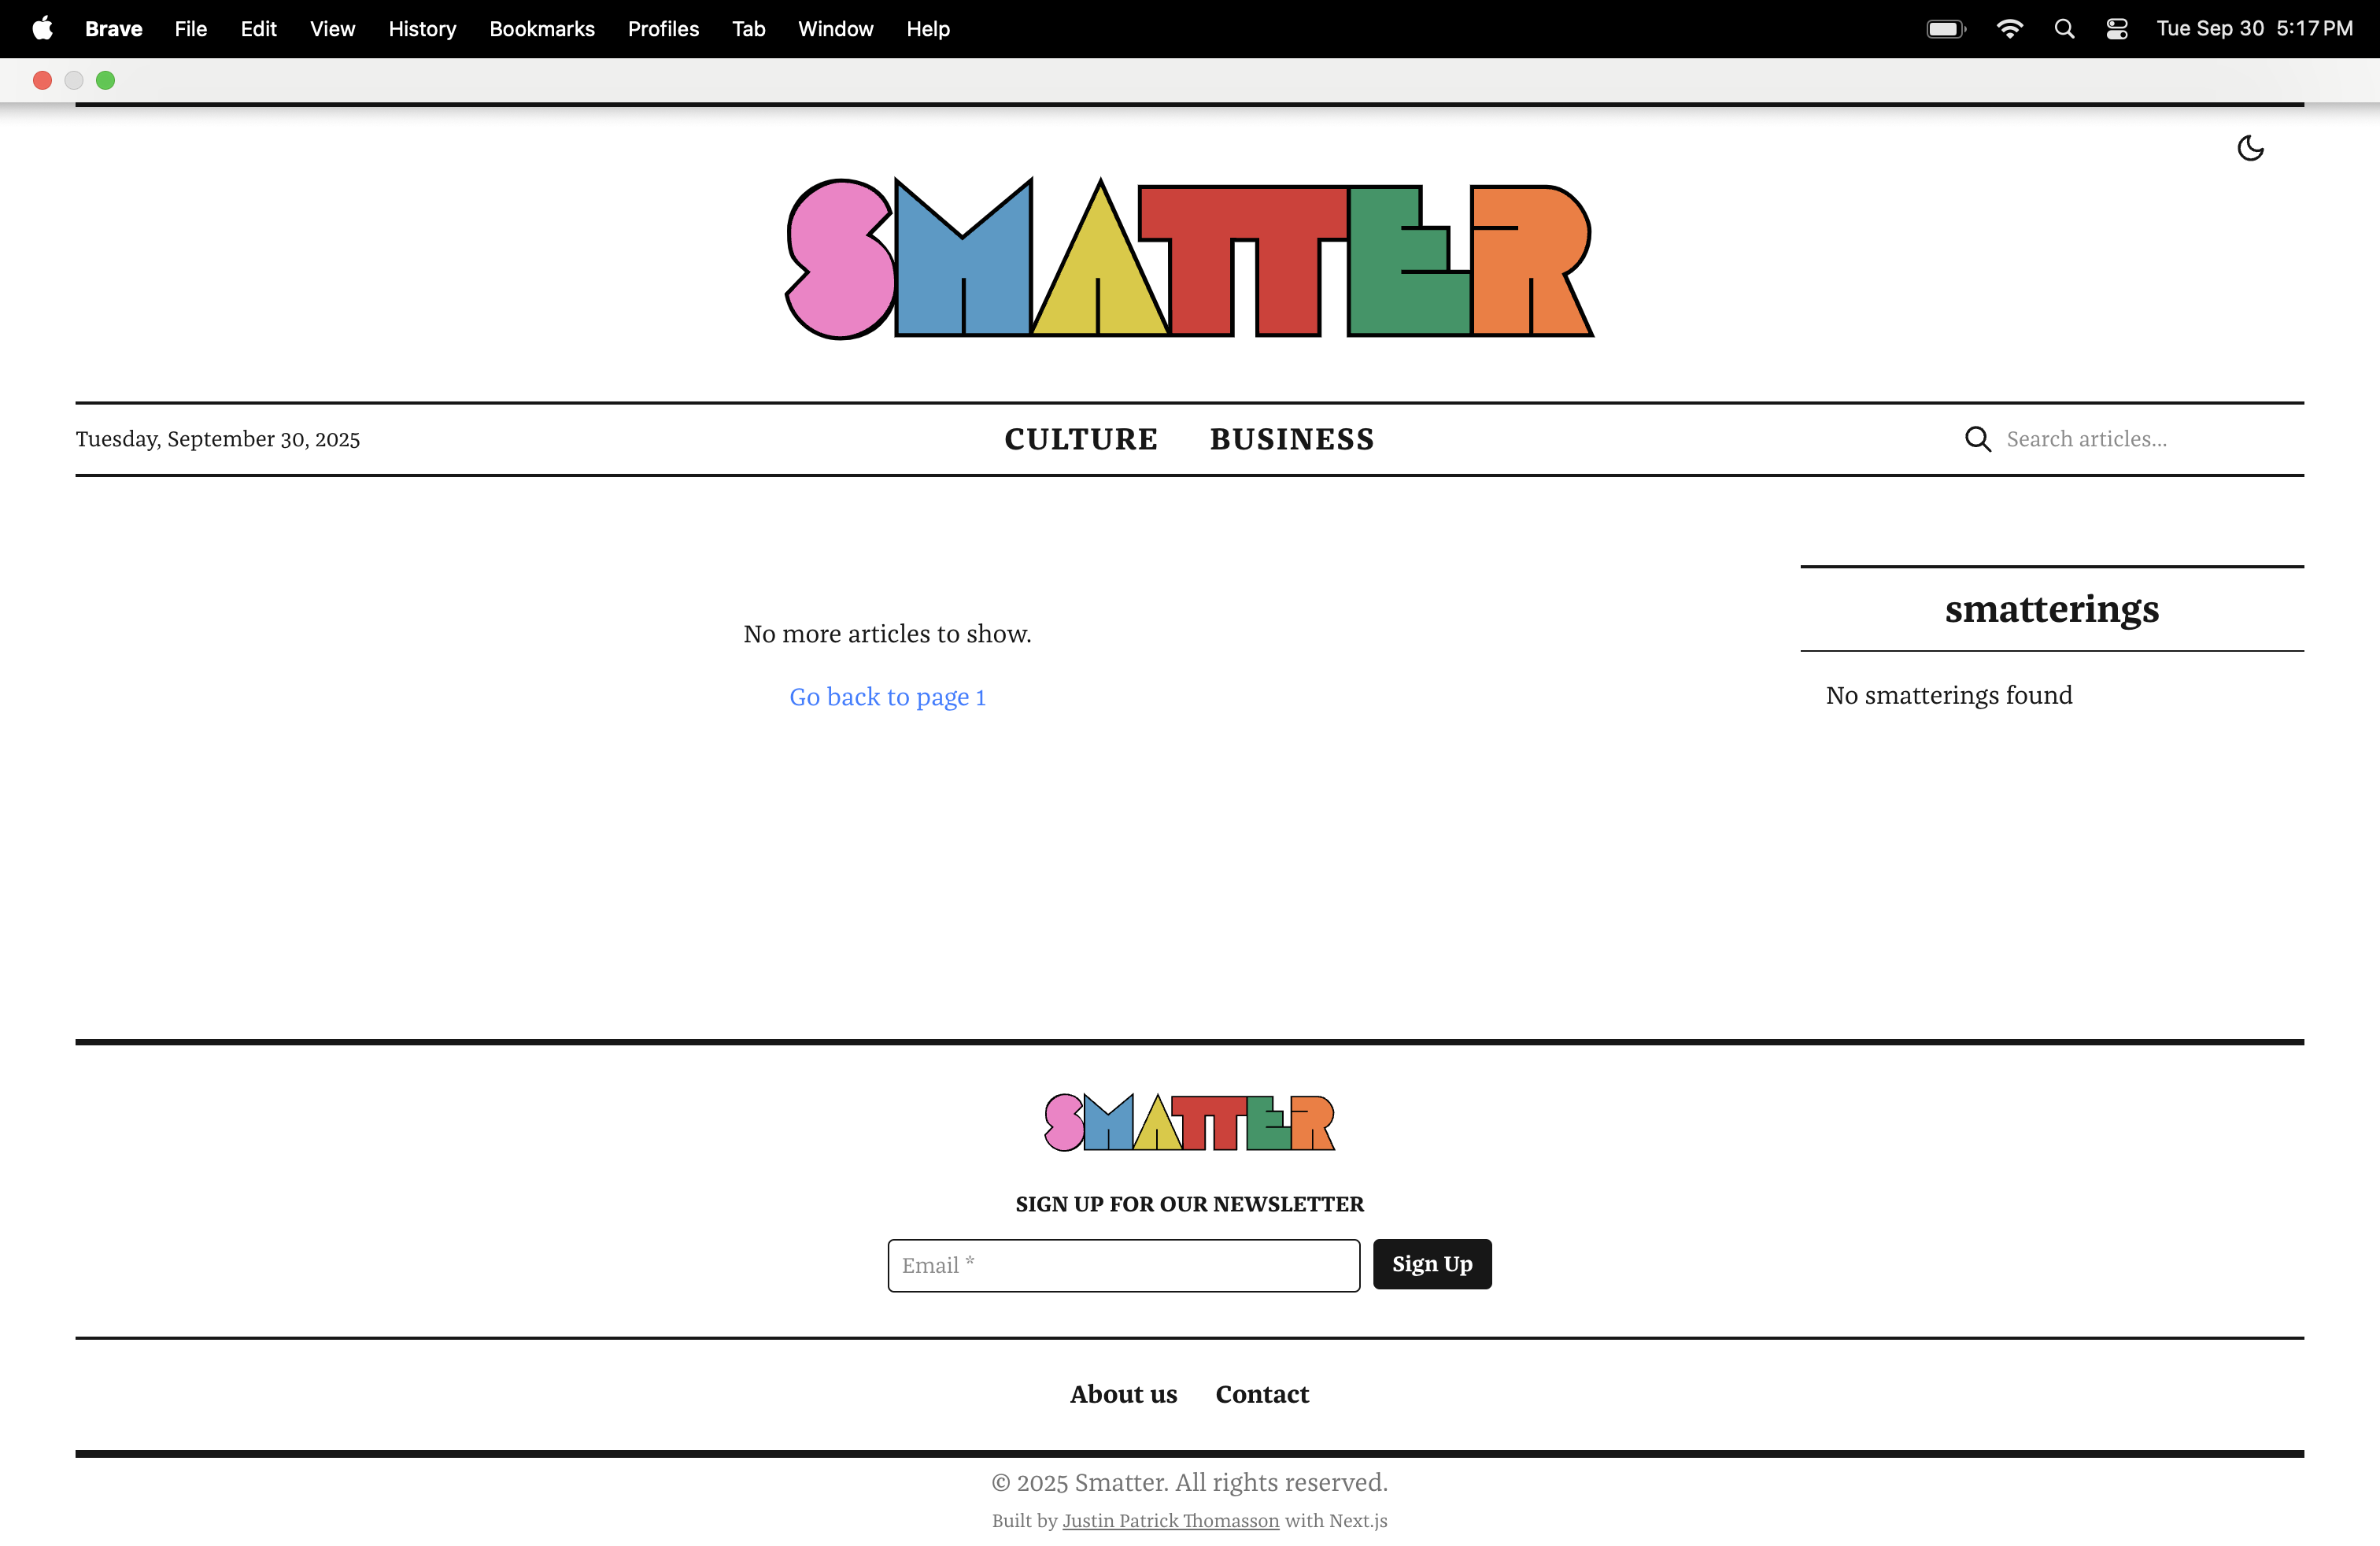 Brave File Edit View History Bookmarks Profiles Tab Window Help Tue Sep 30 5:17 PM
SMATTER
Tuesday, September 30, 2025 CULTURE BUSINESS Search articles...
No more articles to show.
Go back to page 1
smatterings
No smatterings found
SMATTER
SIGN UP FOR OUR NEWSLETTER
Email * Sign Up
About us Contact
© 2025 Smatter. All rights reserved.
Built by Justin Patrick Thomasson with Next.js